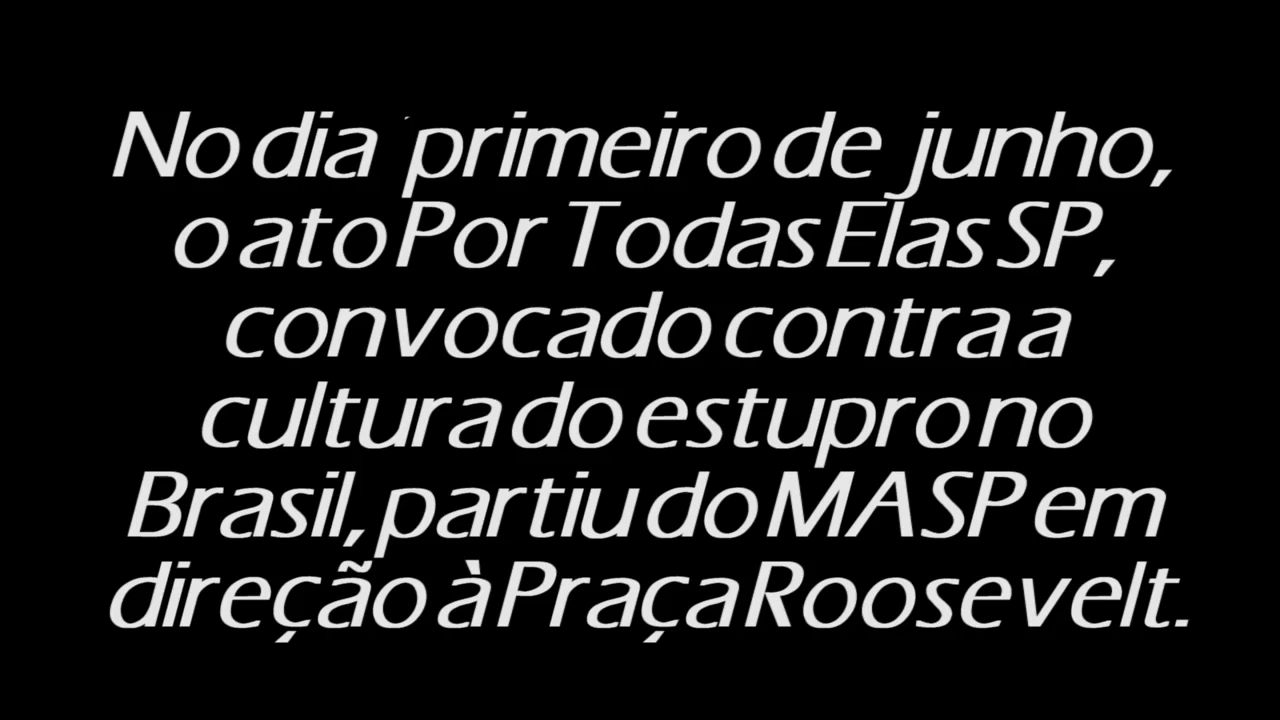 No dia primeiro de junho,
o ato Por Todas Elas SP,
convocado contra a
cultura do estupro no
Brasil, partiu do MASP em
direção à Praça Roosevelt.